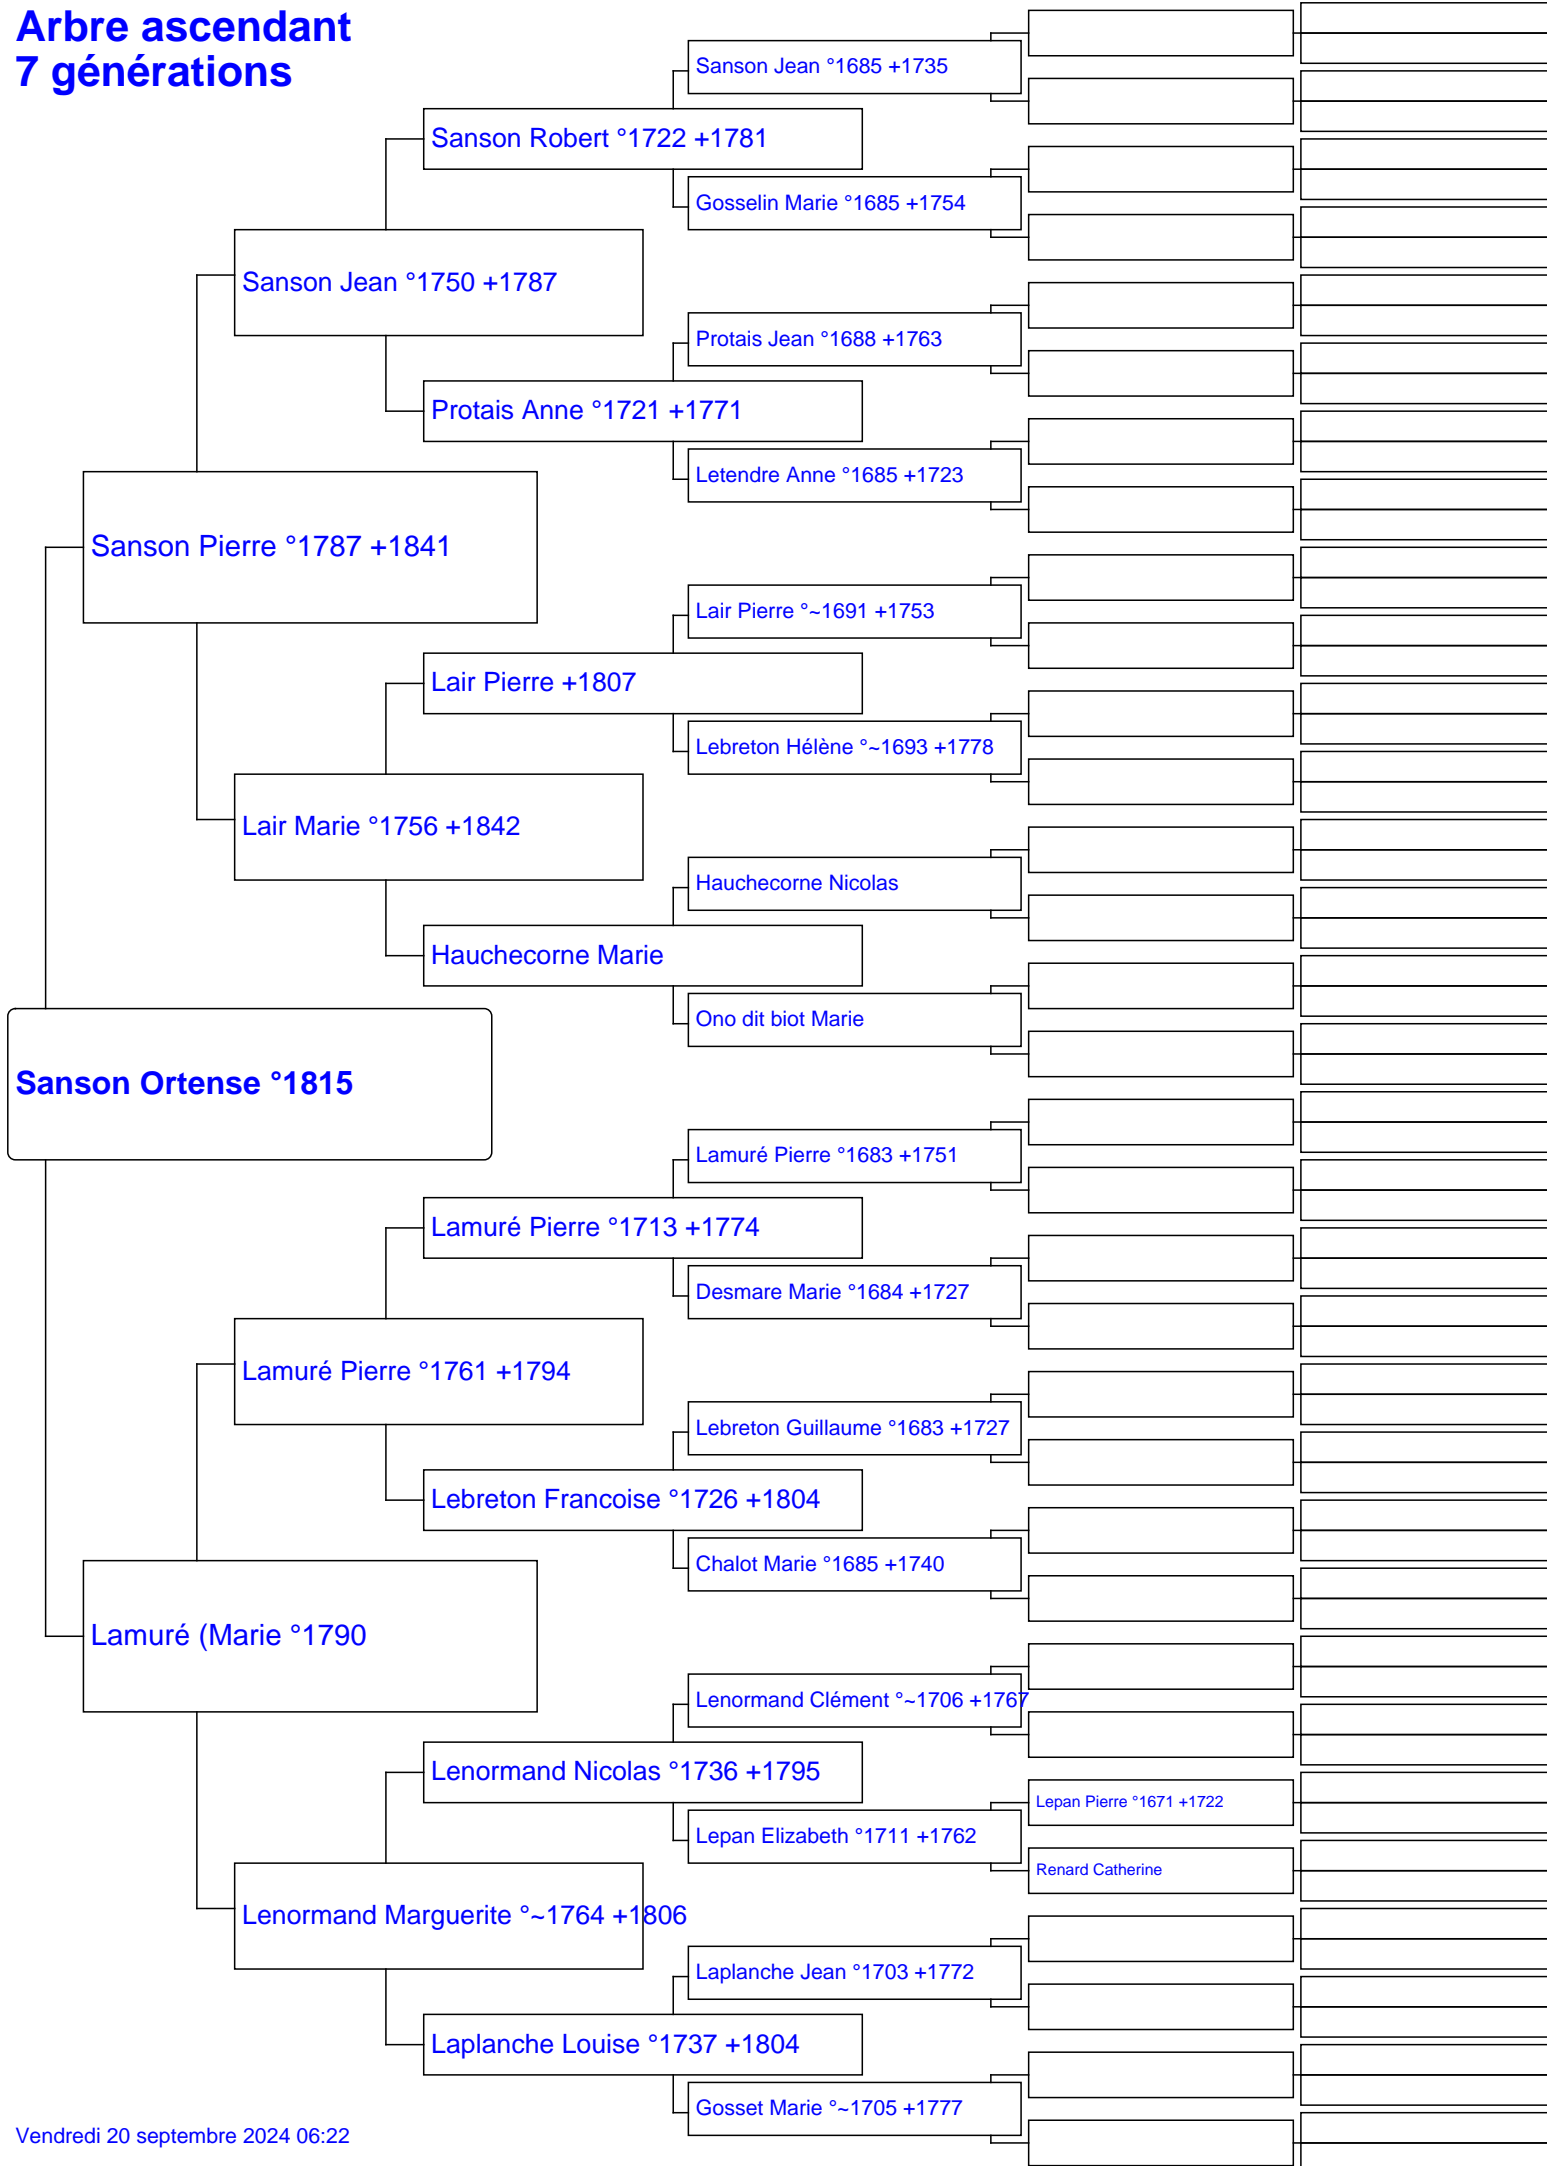 Arbre ascendant
7 générations
Sanson Jean °1685 +1735
Sanson Robert °1722 +1781
Gosselin Marie °1685 +1754
Sanson Jean °1750 +1787
Protais Jean °1688 +1763
Protais Anne °1721 +1771
Letendre Anne °1685 +1723
Sanson Pierre °1787 +1841
Lair Pierre °~1691 +1753
Lair Pierre +1807
Lebreton Hélène °~1693 +1778
Lair Marie °1756 +1842
Hauchecorne Nicolas
Hauchecorne Marie
Ono dit biot Marie
Sanson Ortense °1815
Lamuré Pierre °1683 +1751
Lamuré Pierre °1713 +1774
Desmare Marie °1684 +1727
Lamuré Pierre °1761 +1794
Lebreton Guillaume °1683 +1727
Lebreton Francoise °1726 +1804
Chalot Marie °1685 +1740
Lamuré (Marie °1790
Lenormand Clément °~1706 +1767
Lenormand Nicolas °1736 +1795
Lepan Pierre °1671 +1722
Lepan Elizabeth °1711 +1762
Renard Catherine
Lenormand Marguerite °~1764 +1806
Laplanche Jean °1703 +1772
Laplanche Louise °1737 +1804
Gosset Marie °~1705 +1777
Vendredi 20 septembre 2024 06:22